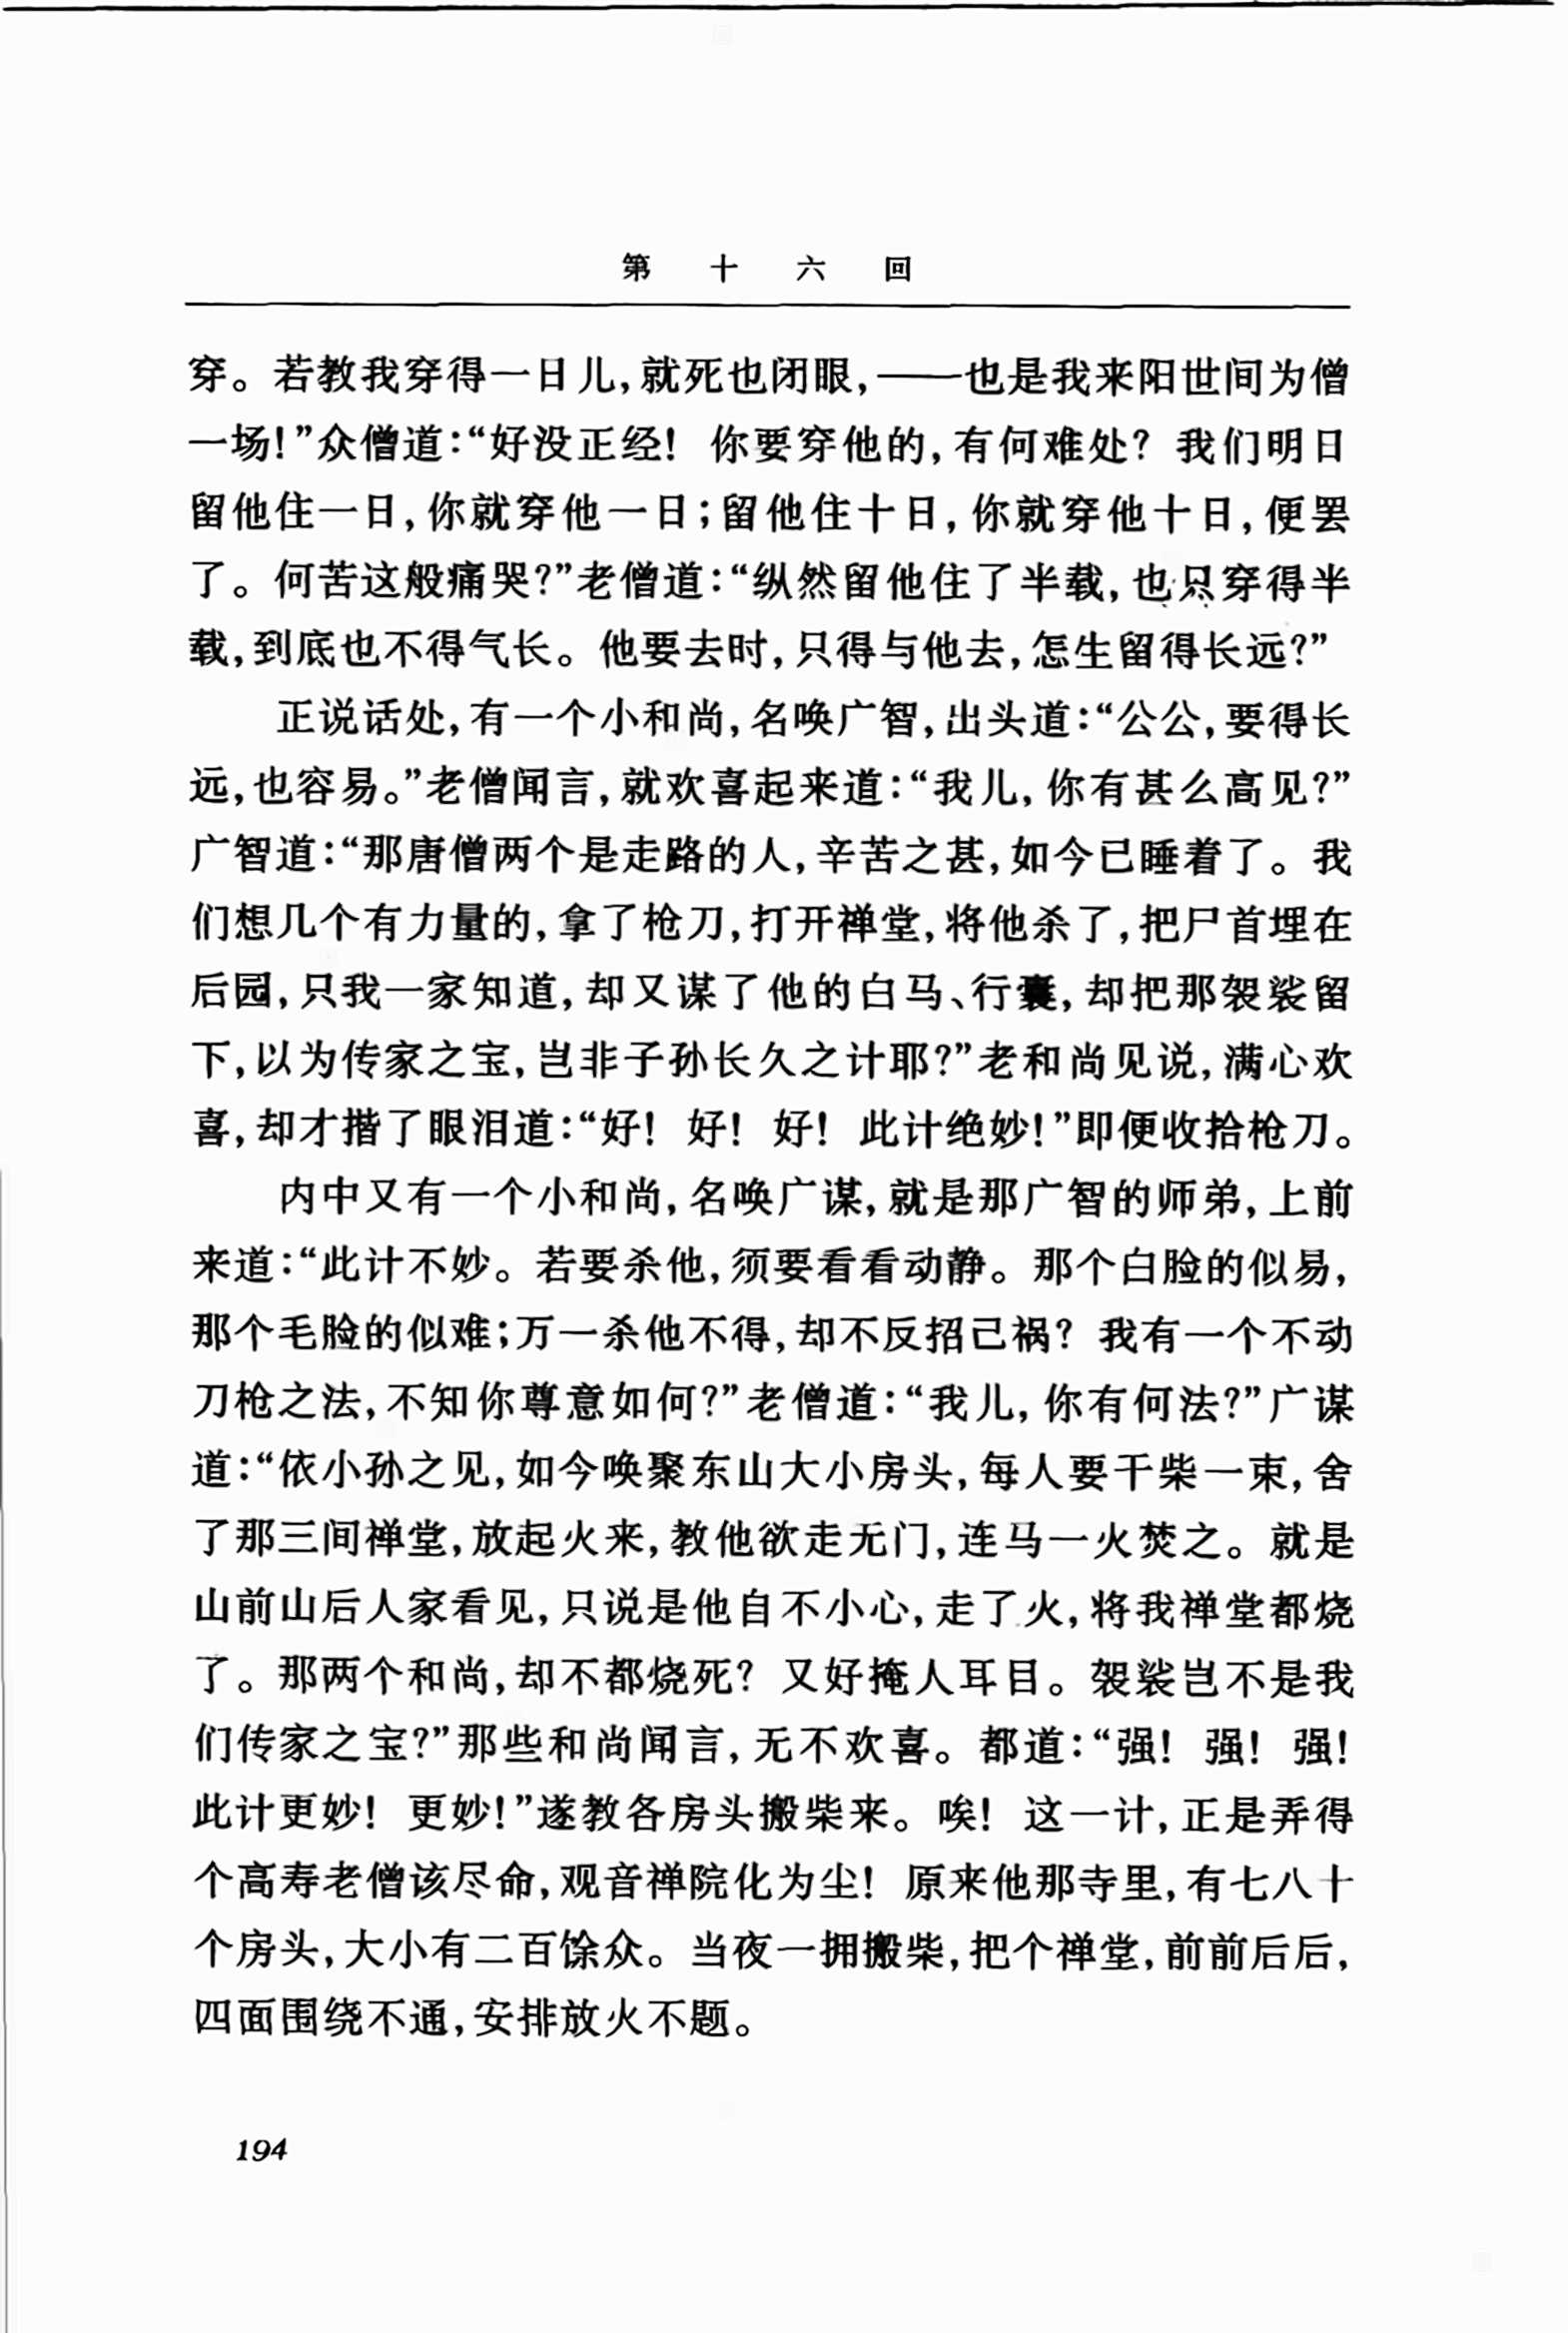 第十六回
穿。若教我穿得一日儿，就死也闭眼，——也是我来阳世间为僧
一场！”众僧道：“好没正经！你要穿他的，有何难处？我们明日
留他住一日，你就穿他一日；留他住十日，你就穿他十日，便罢
了。何苦这般痛哭？”老僧道：“纵然留他住了半载，也只穿得半
载，到底也不得气长。他要去时，只得与他去，怎生留得长远？”
正说话处，有一个小和尚，名唤广智，出头道：“公公，要得长
远，也容易。”老僧闻言，就欢喜起来道：“我儿，你有甚么高见？”
广智道：“那唐僧两个是走路的人，辛苦之甚，如今已睡着了。我
们想几个有力量的，拿了枪刀，打开禅堂，将他杀了，把尸首埋在
后园，只我一家知道，却又谋了他的白马、行囊，却把那袈裟留
下，以为传家之宝，岂非子孙长久之计耶？”老和尚见说，满心欢
喜，却才揩了眼泪道：“好！好！好！此计绝妙！”即便收拾枪刀。
内中又有一个小和尚，名唤广谋，就是那广智的师弟，上前
来道：“此计不妙。若要杀他，须要看看动静。那个白脸的似易，
那个毛脸的似难；万一杀他不得，却不反招己祸？我有一个不动
刀枪之法，不知你尊意如何？”老僧道：“我儿，你有何法？”广谋
道：“依小孙之见，如今唤聚东山大小房头，每人要干柴一束，舍
了那三间禅堂，放起火来，教他欲走无门，连马一火焚之。就是
山前山后人家看见，只说是他自不小心，走了火，将我禅堂都烧
了。那两个和尚，却不都烧死？又好掩人耳目。袈裟岂不是我
们传家之宝？”那些和尚闻言，无不欢喜。都道：“强！强！强！
此计更妙！更妙！”遂教各房头搬柴来。唉！这一计，正是弄得
个高寿老僧该尽命，观音禅院化为尘！原来他那寺里，有七八十
个房头，大小有二百馀众。当夜一拥搬柴，把个禅堂，前前后后，
四面围绕不通，安排放火不题。
194